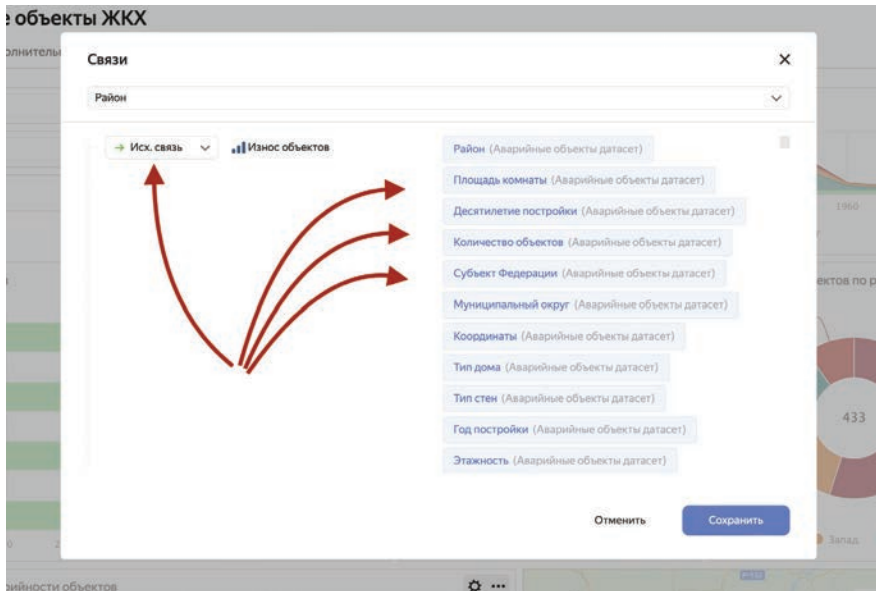 е объекты ЖКХ
Связи
Район
Исх. связь
Износ объектов
Район (Аварийные объекты датасет)
Площадь комнаты (Аварийные объекты датасет)
Десятилетие постройки (Аварийные объекты датасет)
Количество объектов (Аварийные объекты датасет)
Субъект Федерации (Аварийные объекты датасет)
Муниципальный округ (Аварийные объекты датасет)
Координаты (Аварийные объекты датасет)
Тип дома (Аварийные объекты датасет)
Тип стен (Аварийные объекты датасет)
Год постройки (Аварийные объекты датасет)
Этажность (Аварийные объекты датасет)
1960
ектов по р
433
Отменить
Сохранить
Запад
рийности объектов